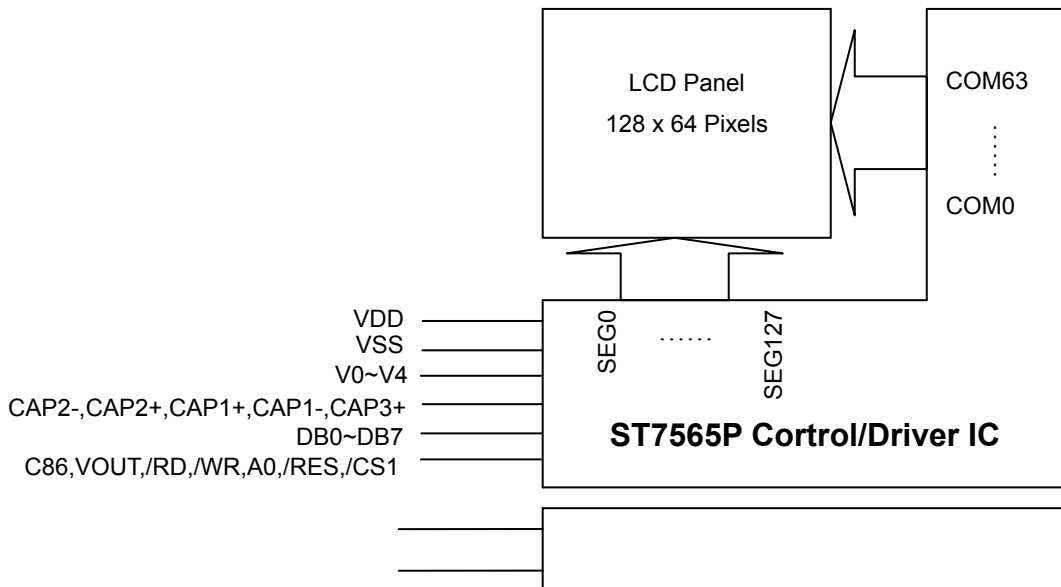 LCD Panel
128 x 64 Pixels
COM63
COM0
SEG0
......
SEG127
VDD
VSS
V0~V4
CAP2-,CAP2+,CAP1+,CAP1-,CAP3+
DB0~DB7
C86,VOUT,/RD,/WR,A0,/RES,/CS1
ST7565P Cortrol/Driver IC